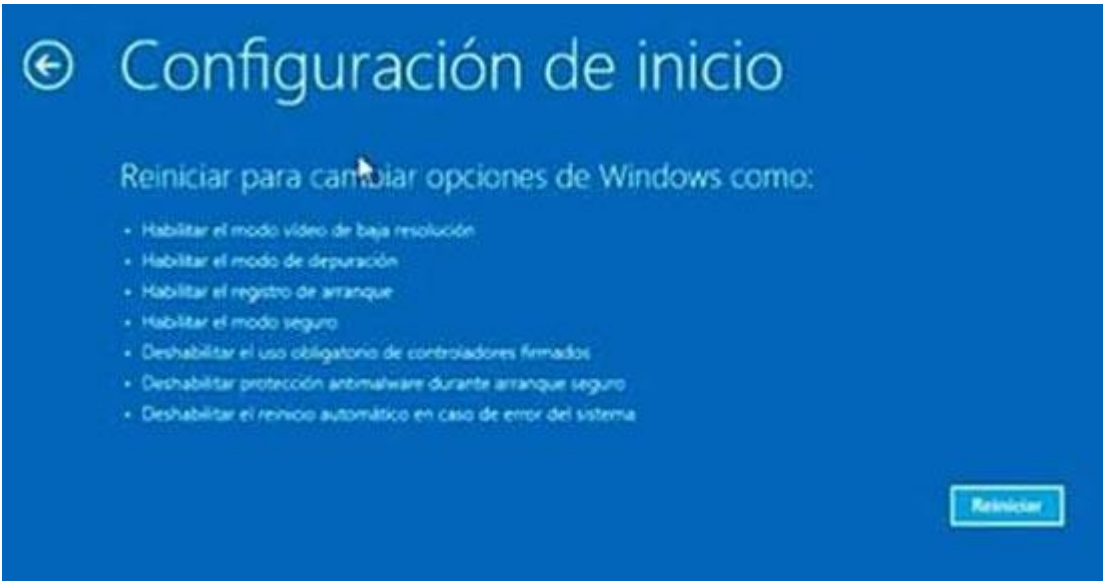 Configuración de inicio
Reiniciar para cambiar opciones de Windows como:
• Habilitar el modo vídeo de baja resolución
• Habilitar el modo de depuración
• Habilitar el registro de arranque
• Habilitar el modo seguro
• Deshabilitar el uso obligatorio de controladores firmados
• Deshabilitar protección antimalware durante arranque seguro
• Deshabilitar el reinicio automático en caso de error del sistema
Reiniciar